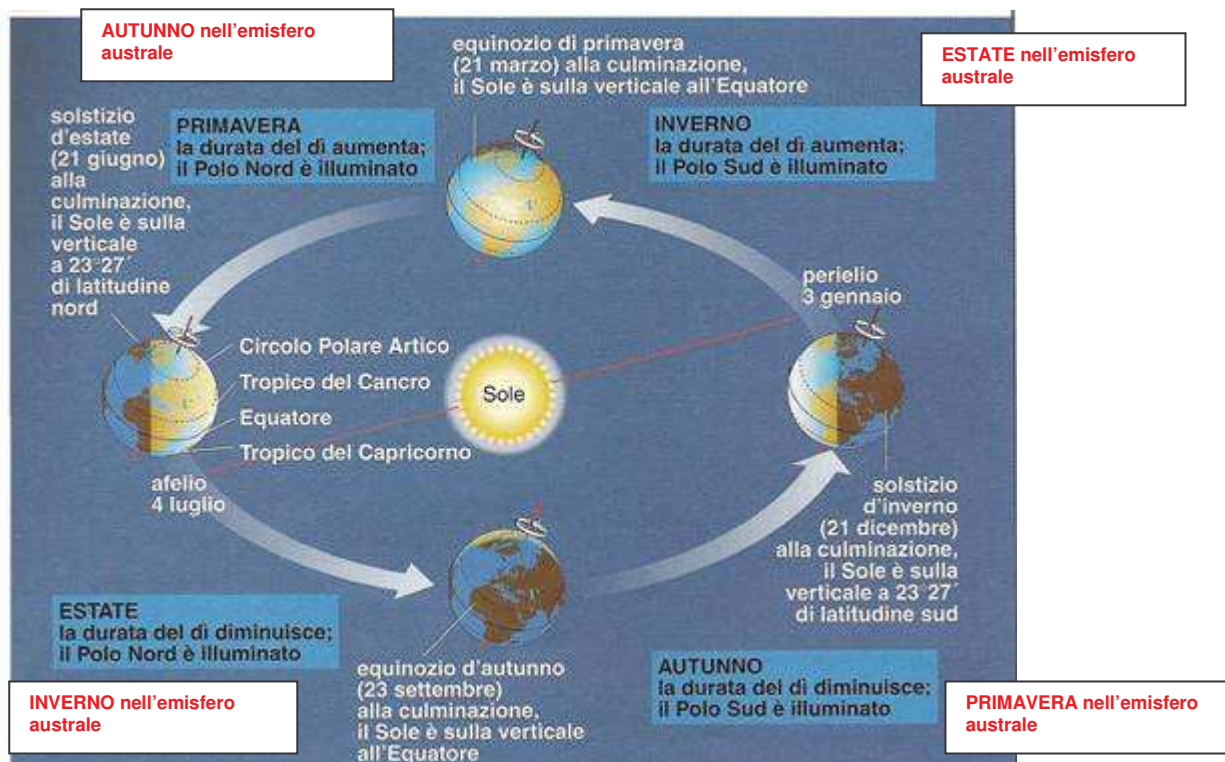 AUTUNNO nell'emisfero
australe
equinozio di primavera
(21 marzo) alla culminazione,
il Sole è sulla verticale all'Equatore
ESTATE nell'emisfero
australe
solstizio
d'estate
(21 giugno)
alla
culminazione,
il Sole è sulla
verticale
a 23°27´
di latitudine
nord
PRIMAVERA
la durata del dì aumenta;
il Polo Nord è illuminato
INVERNO
la durata del dì aumenta;
il Polo Sud è illuminato
perielio
3 gennaio
Circolo Polare Artico
Tropico del Cancro
Equatore
Tropico del Capricorno
Sole
afelio
4 luglio
solstizio
d'inverno
(21 dicembre)
alla culminazione,
il Sole è sulla
verticale a 23°27´
di latitudine sud
ESTATE
la durata del dì diminuisce;
il Polo Nord è illuminato
equinozio d'autunno
(23 settembre)
alla culminazione,
il Sole è sulla verticale
all'Equatore
AUTUNNO
la durata del dì diminuisce;
il Polo Sud è illuminato
INVERNO nell'emisfero
australe
PRIMAVERA nell'emisfero
australe